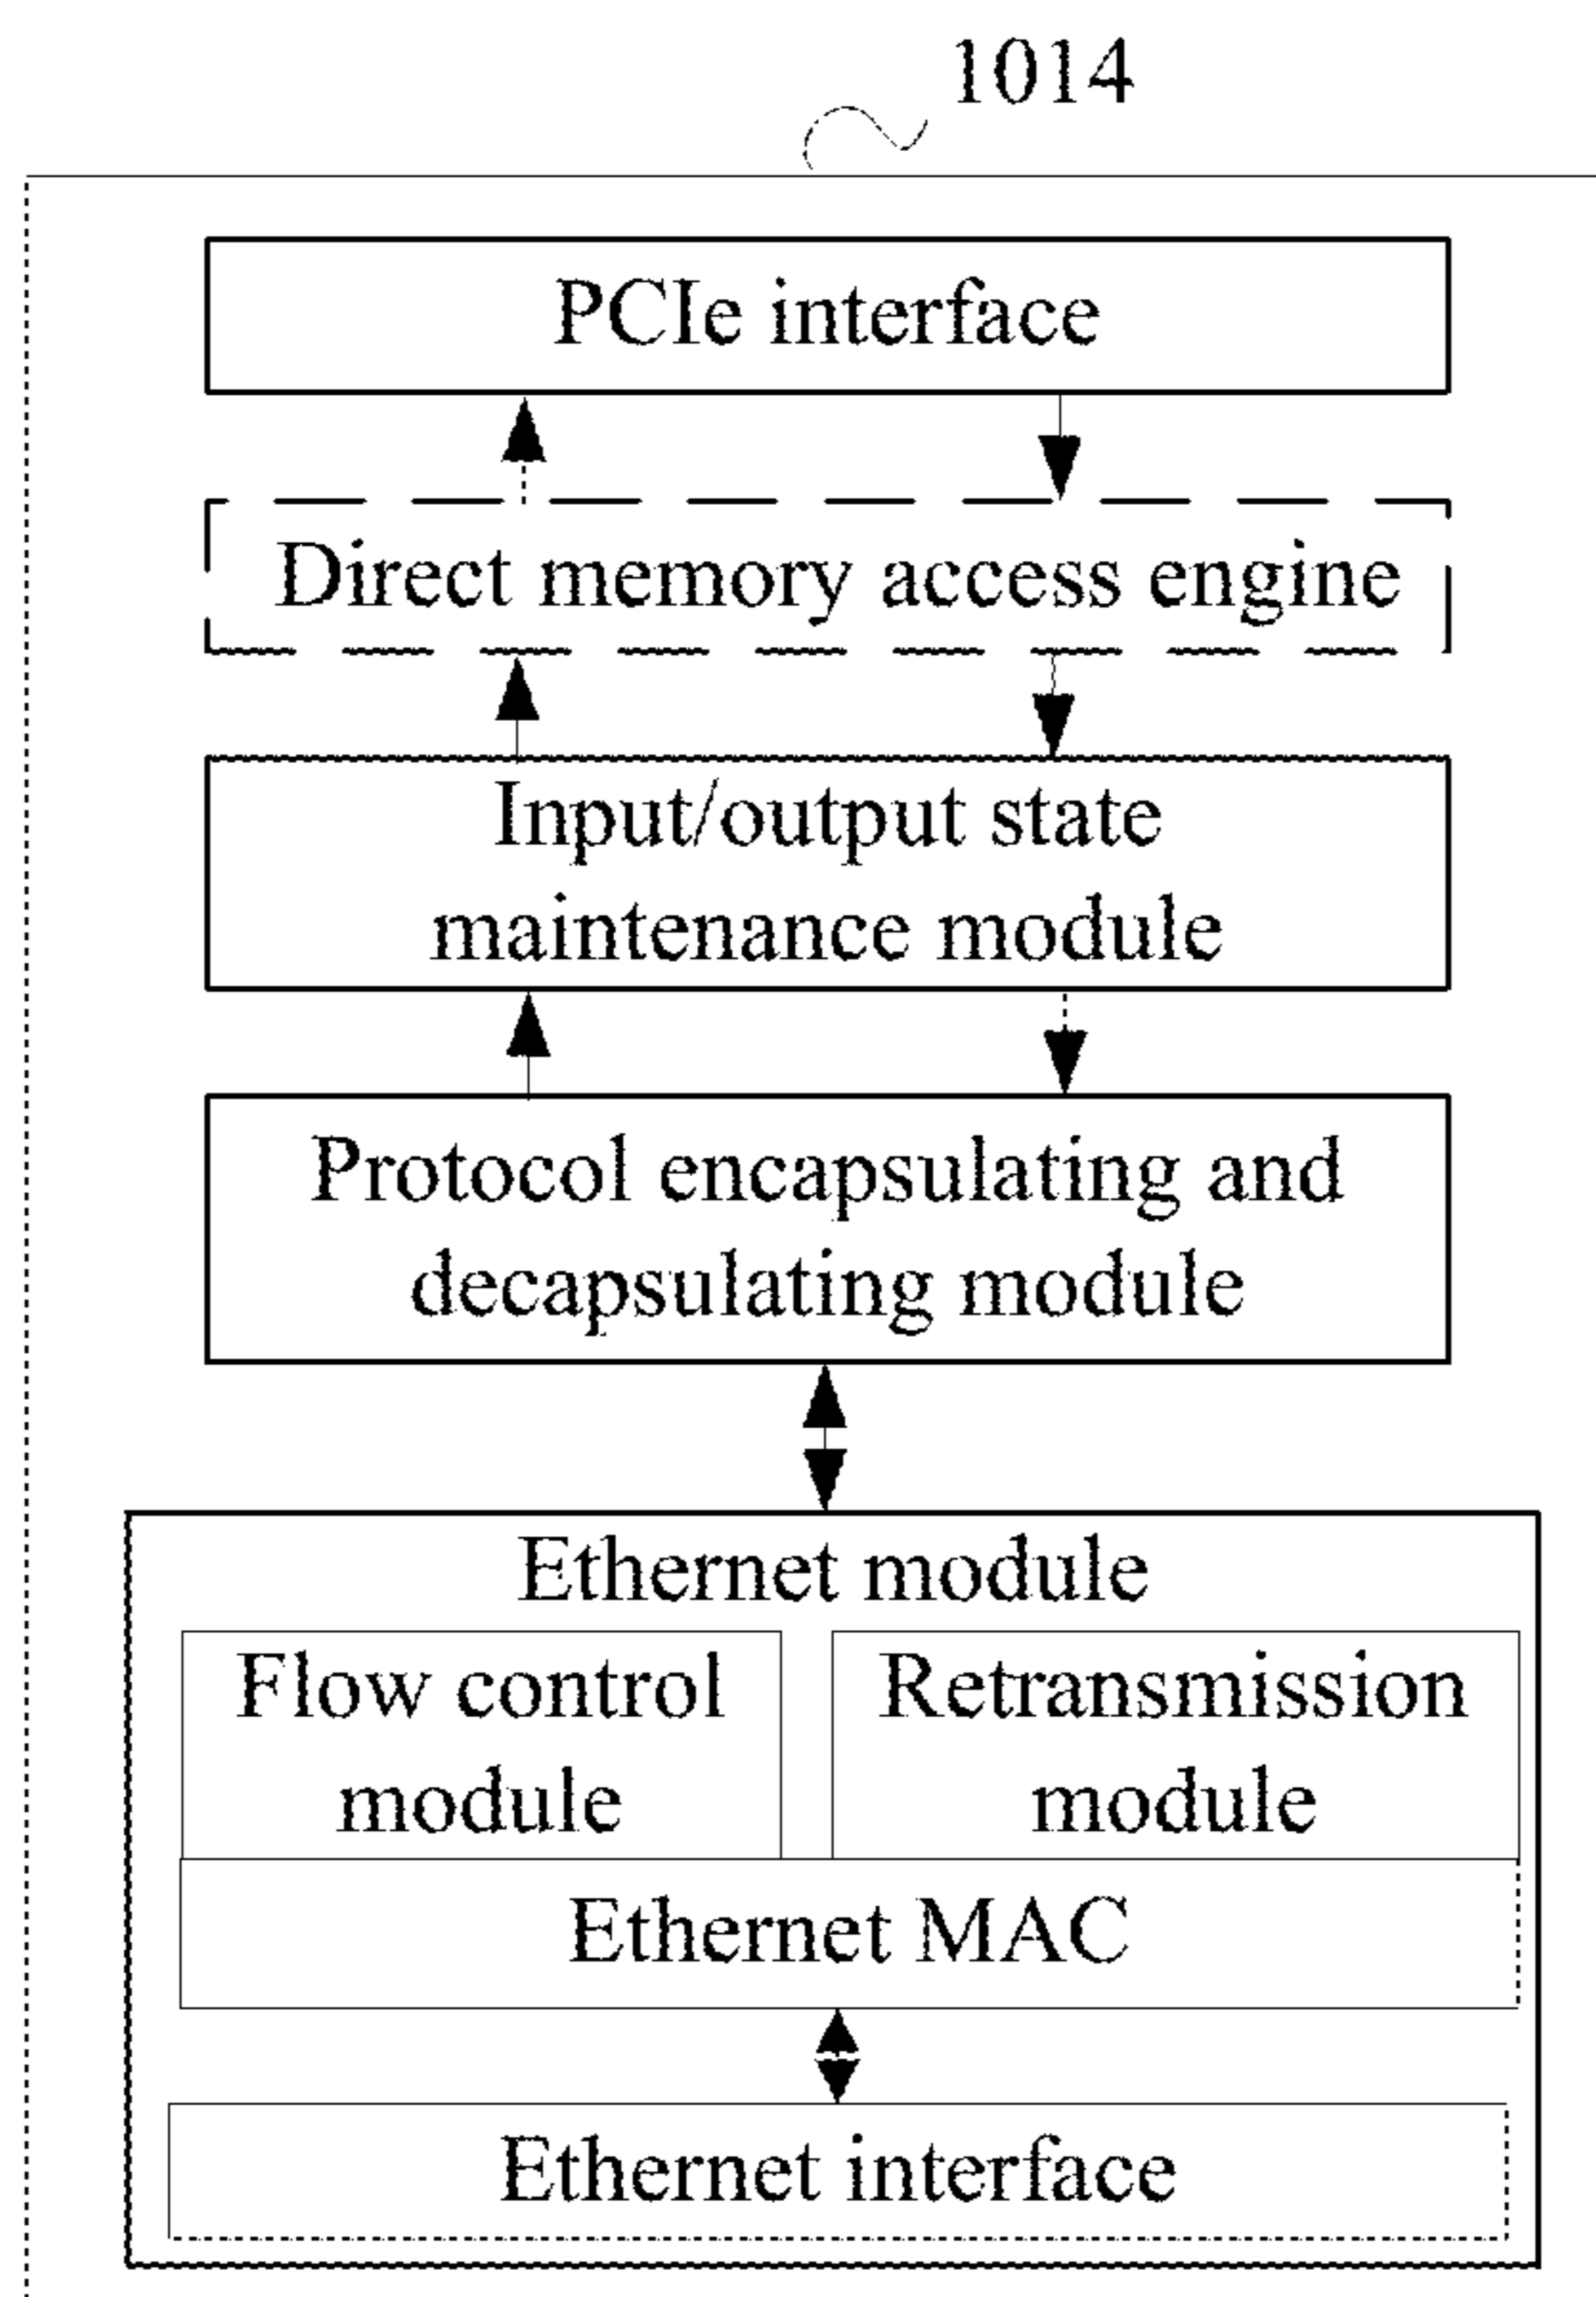 1014
PCIe interface
Direct memory access engine
Input/output state
maintenance module
Protocol encapsulating and
decapsulating module
Ethernet module
Flow control
module
Retransmission
module
Ethernet MAC
Ethernet interface